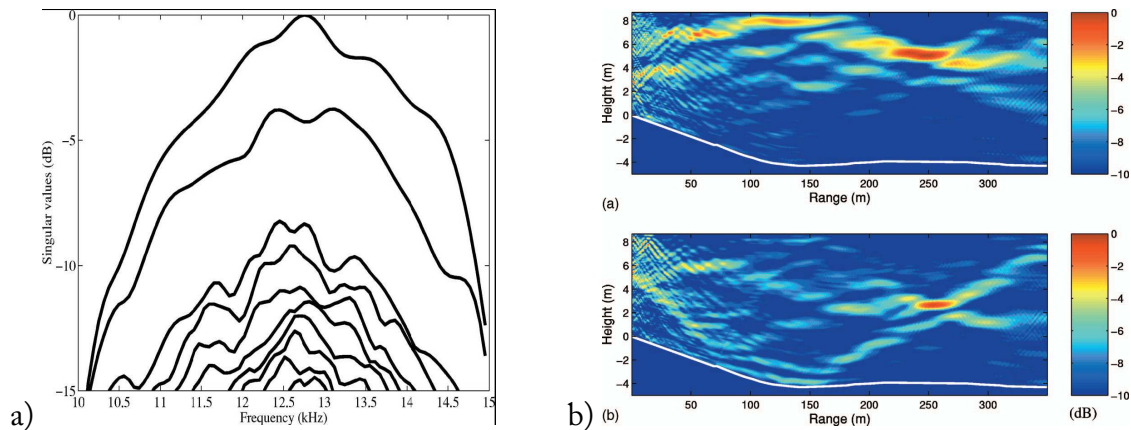 0
−5
−10
−15
Singular values (dB)
10 10.5 11 11.5 12 12.5 13 13.5 14 14.5 15
Frequency (kHz)
a)
8
6
4
2
0
−2
−4
Height (m)
50 100 150 200 250 300
Range (m)
(a)
0
−2
−4
−6
−8
−10
8
6
4
2
0
−2
−4
Height (m)
50 100 150 200 250 300
Range (m)
(b)
0
−2
−4
−6
−8
−10
(dB)
b)